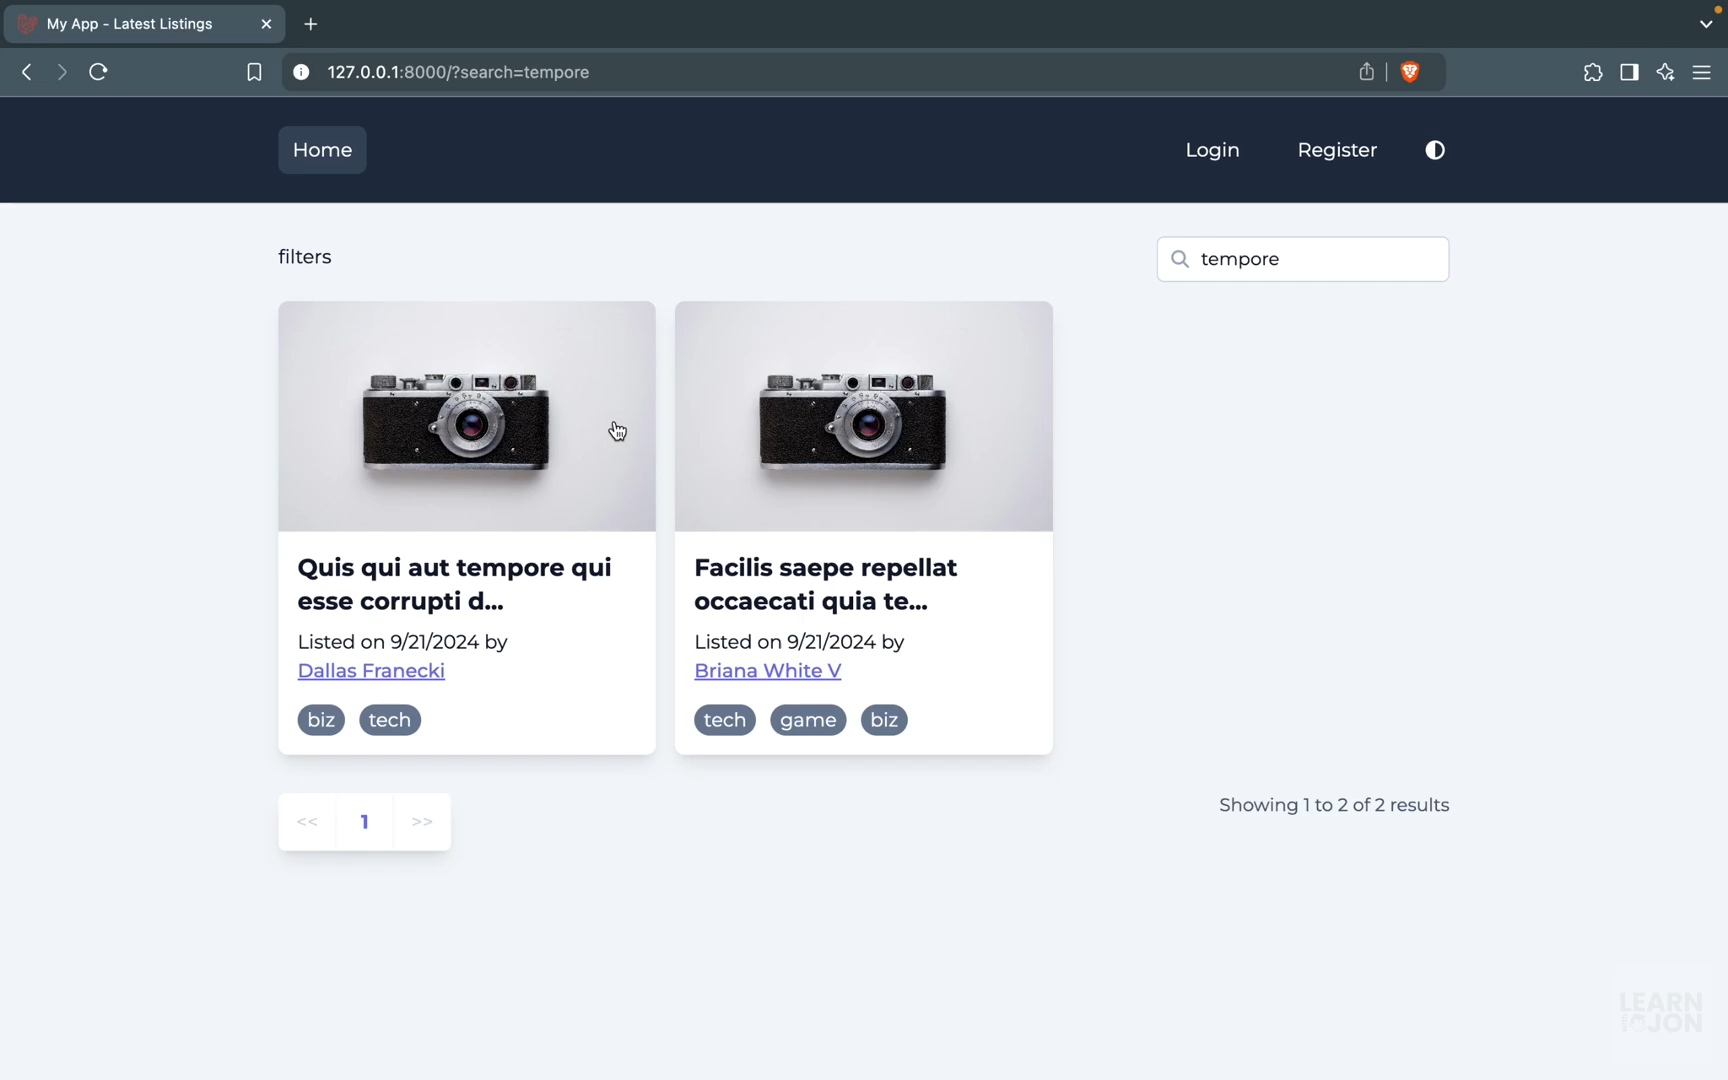 My App - Latest Listings
127.0.0.1:8000/?search=tempore
Home
Login
Register
filters
tempore
Quis qui aut tempore qui
esse corrupti d...
Listed on 9/21/2024 by
Dallas Franecki
biz
tech
Facilis saepe repellat
occaecati quia te...
Listed on 9/21/2024 by
Briana White V
tech
game
biz
<<
1
>>
Showing 1 to 2 of 2 results
LEARN
JON